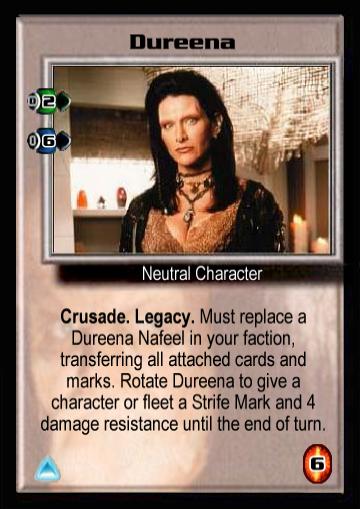 Dureena
2
6
Neutral Character
Crusade. Legacy. Must replace a
Dureena Nafeel in your faction,
transferring all attached cards and
marks. Rotate Dureena to give a
character or fleet a Strife Mark and 4
damage resistance until the end of turn.
6